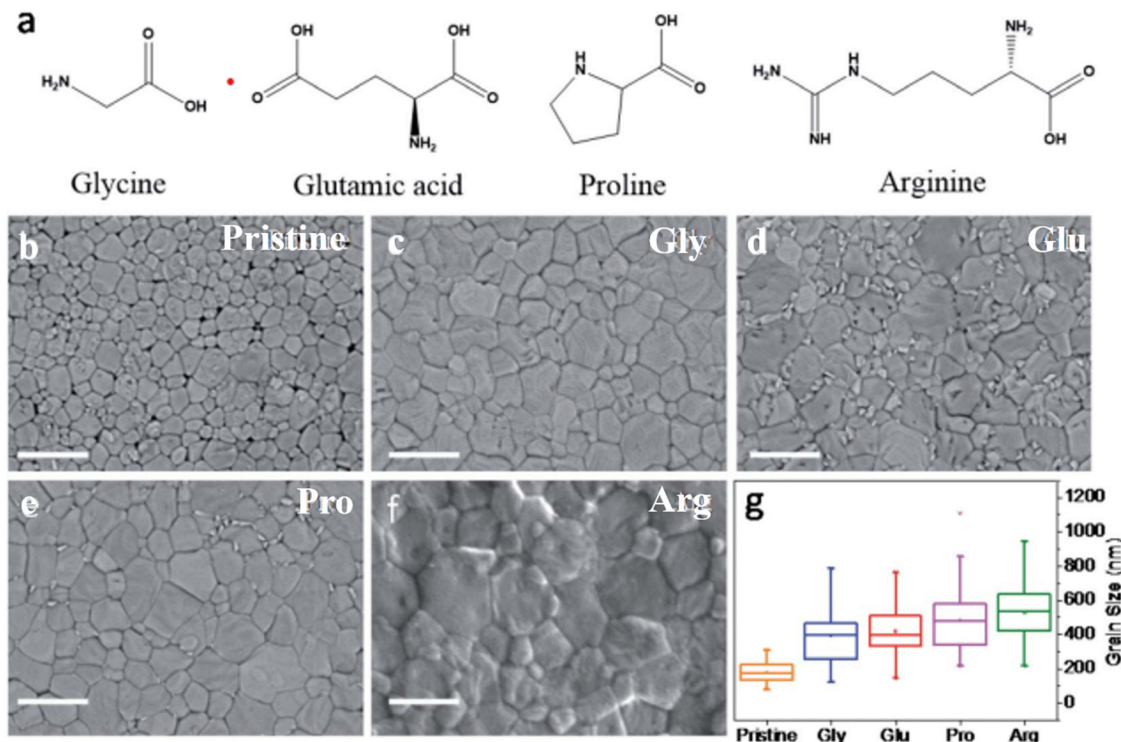 a
O
H₂N
OH
OH
OH
O
O
NH₂
OH
HN
O
NH₂
H
H₂N
N
O
NH
OH
Glycine
Glutamic acid
Proline
Arginine
b
Pristine
c
Gly
d
Glu
e
Pro
f
Arg
g
1200
1000
800
600
400
200
0
Grain Size (nm)
Pristine
Gly
Glu
Pro
Arg